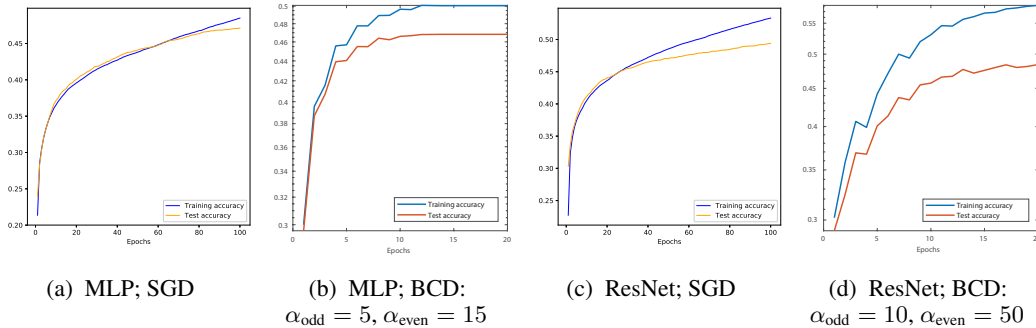 0.45
0.40
0.35
0.30
0.25
0.20
0 20 40 60 80 100
Epochs
Training accuracy
Test accuracy
0.5
0.48
0.46
0.44
0.42
0.4
0.38
0.36
0.34
0.32
0.3
0 5 10 15 20
Epochs
Training accuracy
Test accuracy
0.50
0.45
0.40
0.35
0.30
0.25
0 20 40 60 80 100
Epochs
Training accuracy
Test accuracy
0.55
0.5
0.45
0.4
0.35
0.3
0 5 10 15 20
Epochs
Training accuracy
Test accuracy
(a) MLP; SGD
(b) MLP; BCD:
α_odd = 5, α_even = 15
(c) ResNet; SGD
(d) ResNet; BCD:
α_odd = 10, α_even = 50